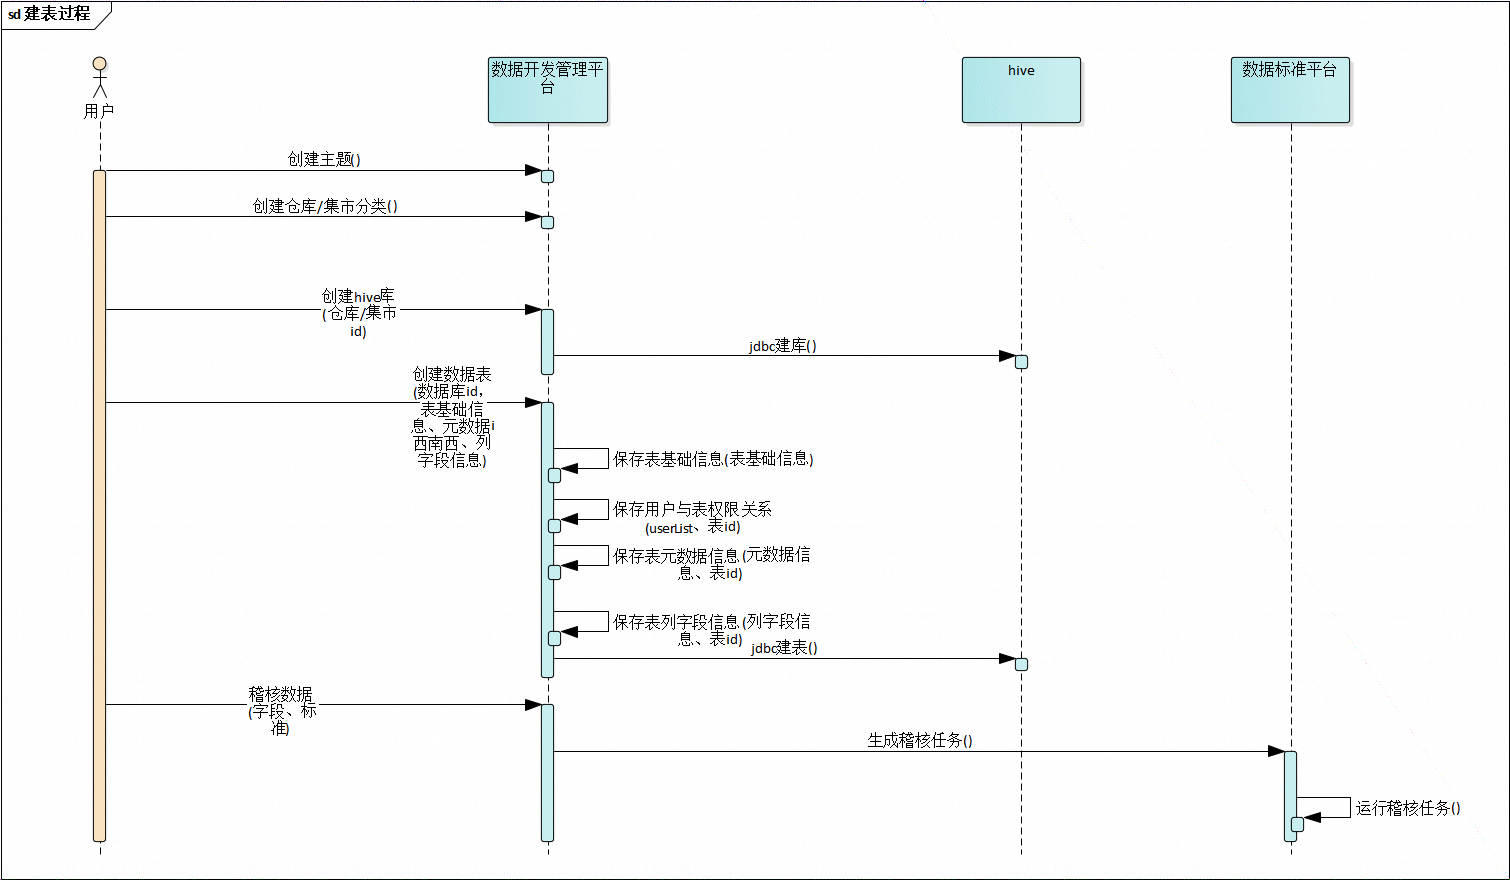 sd 建表过程
用户
数据开发管理平
台
hive
数据标准平台
创建主题()
创建仓库/集市分类()
创建hive库
(仓库/集市
id)
jdbc建库()
创建数据表
(数据库id，
表基础信
息、元数据i
西南西、列
字段信息)
保存表基础信息(表基础信息)
保存用户与表权限关系
(userList、表id)
保存表元数据信息(元数据信
息、表id)
保存表列字段信息(列字段信
息、表id)
jdbc建表()
稽核数据
(字段、标
准)
生成稽核任务()
运行稽核任务()